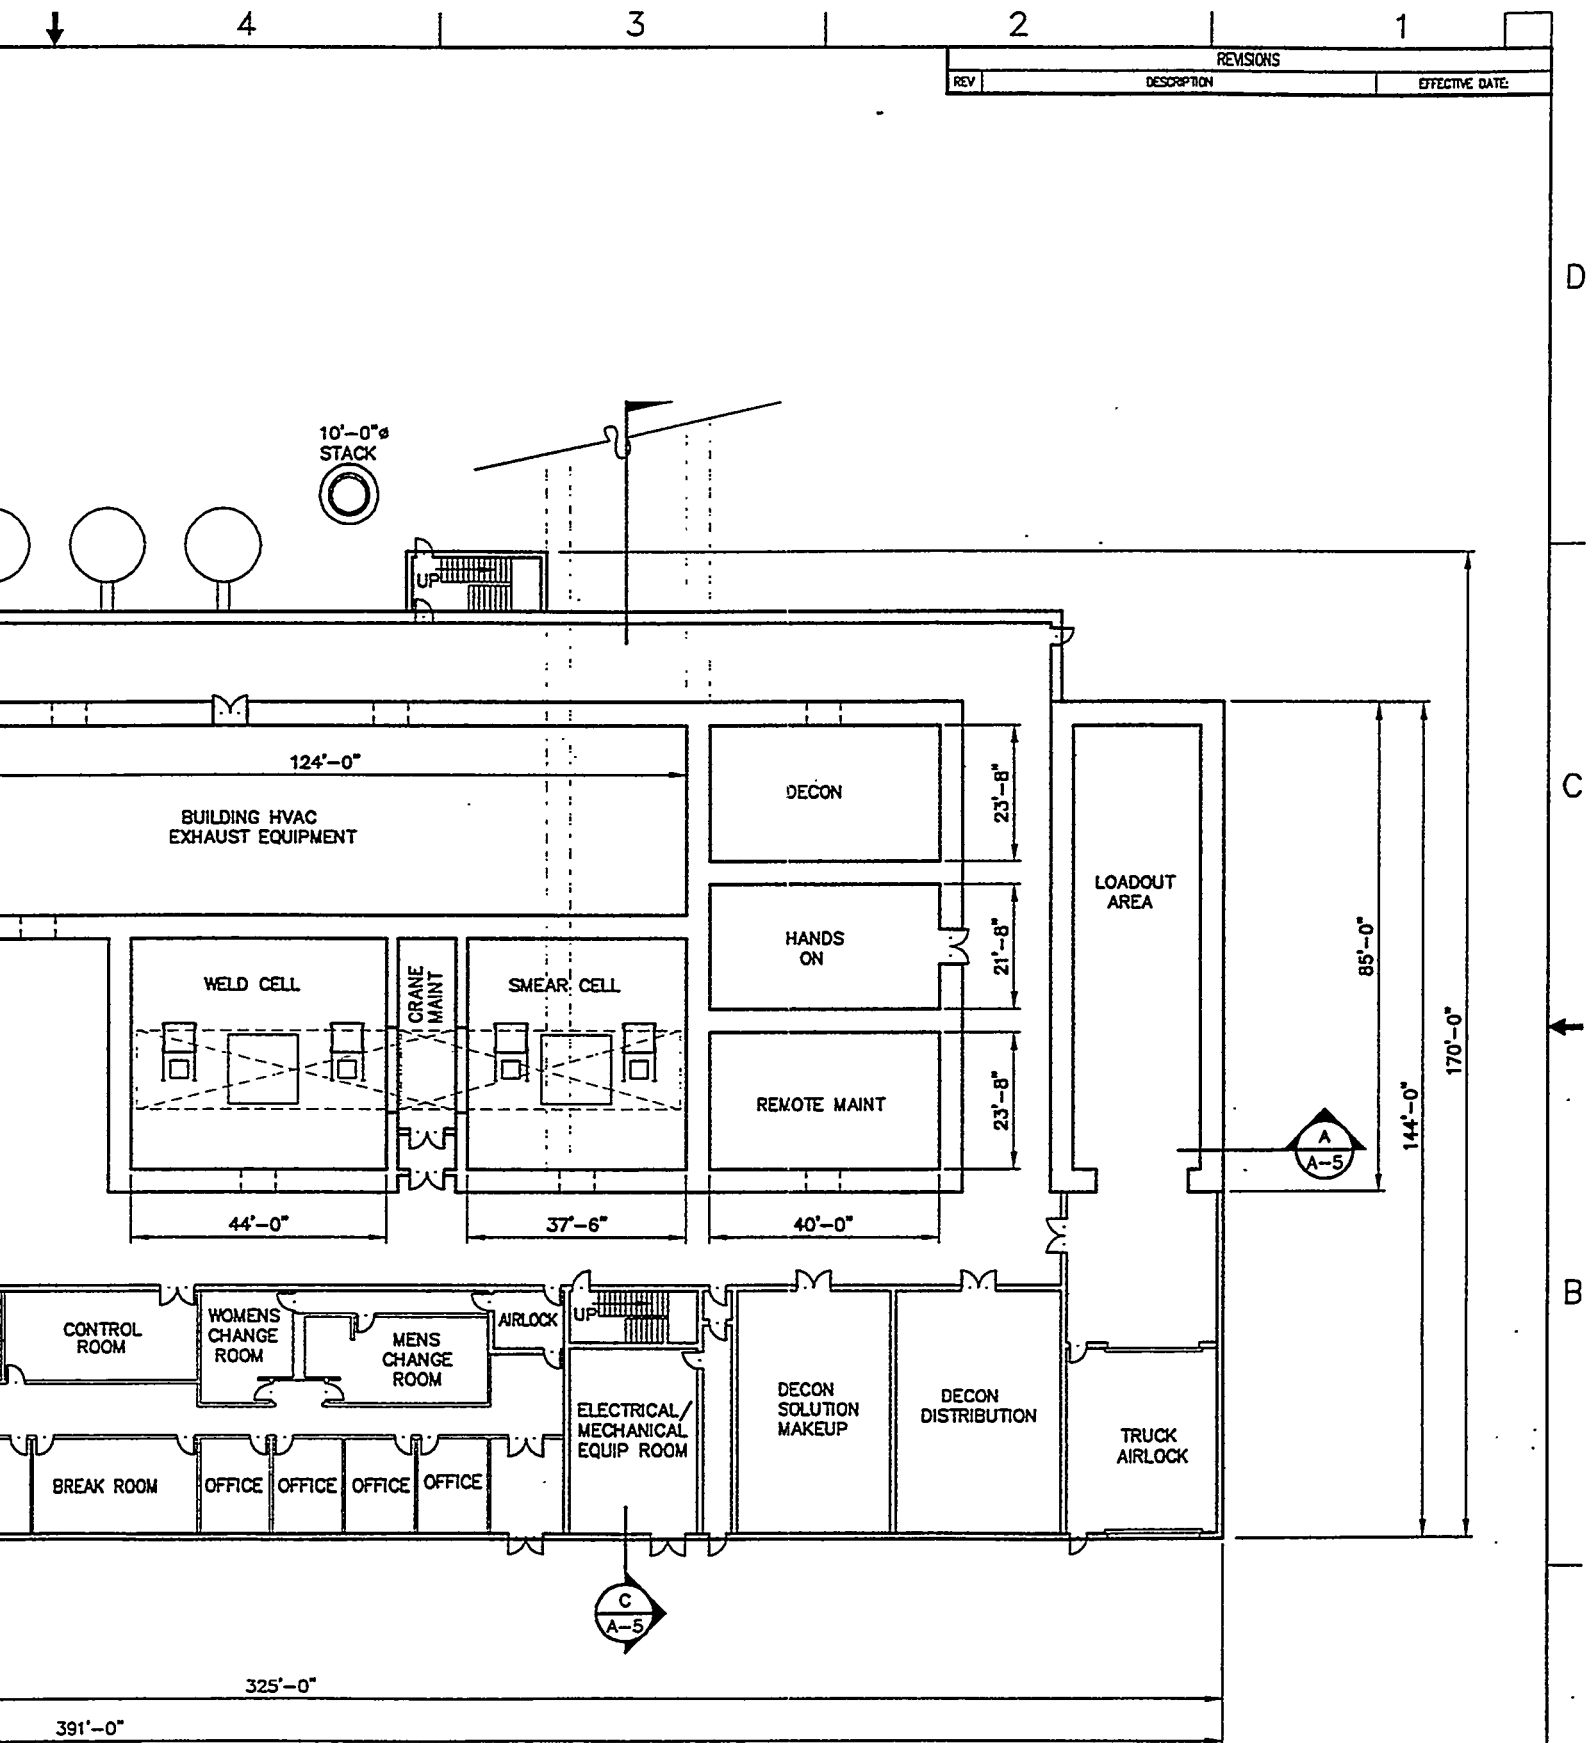 4
3
2
1
REVISIONS
REV
DESCRIPTION
EFFECTIVE DATE:
D
10'-0"ø
STACK
UP
124'-0"
BUILDING HVAC
EXHAUST EQUIPMENT
DECON
23'-8"
C
LOADOUT
AREA
HANDS
ON
21'-8"
85'-0"
WELD CELL
CRANE
MAINT
SMEAR CELL
170'-0"
REMOTE MAINT
23'-8"
144'-0"
A
A-5
44'-0"
37'-6"
40'-0"
B
CONTROL
ROOM
WOMENS
CHANGE
ROOM
MENS
CHANGE
ROOM
AIRLOCK
UP
ELECTRICAL/
MECHANICAL
EQUIP ROOM
DECON
SOLUTION
MAKEUP
DECON
DISTRIBUTION
TRUCK
AIRLOCK
BREAK ROOM
OFFICE
OFFICE
OFFICE
OFFICE
C
A-5
325'-0"
391'-0"